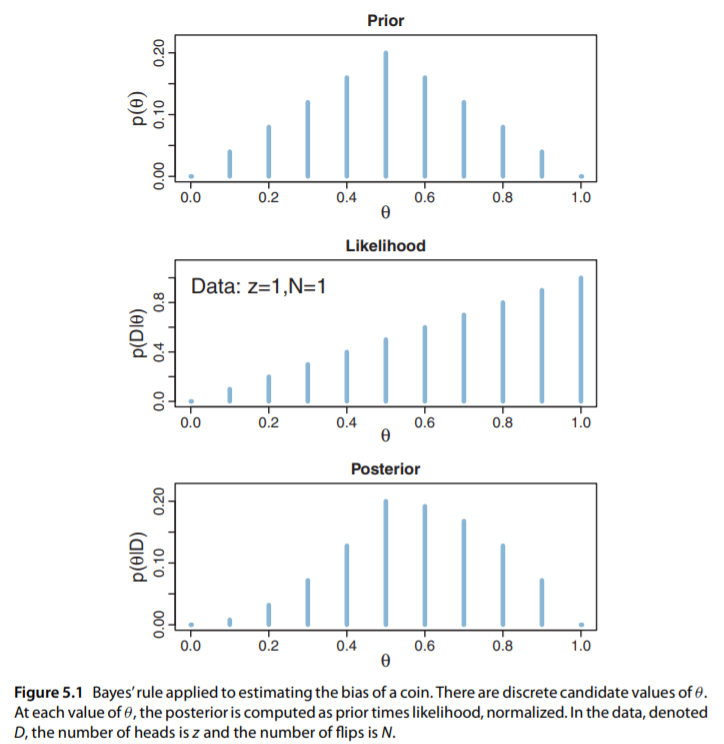 Prior
p(θ)
0.00 0.10 0.20
0.0 0.2 0.4 0.6 0.8 1.0
θ
Likelihood
Data: z=1,N=1
p(D|θ)
0.0 0.4 0.8
0.0 0.2 0.4 0.6 0.8 1.0
θ
Posterior
p(θ|D)
0.00 0.10 0.20
0.0 0.2 0.4 0.6 0.8 1.0
θ
Figure 5.1 Bayes’ rule applied to estimating the bias of a coin. There are discrete candidate values of θ.
At each value of θ, the posterior is computed as prior times likelihood, normalized. In the data, denoted
D, the number of heads is z and the number of flips is N.